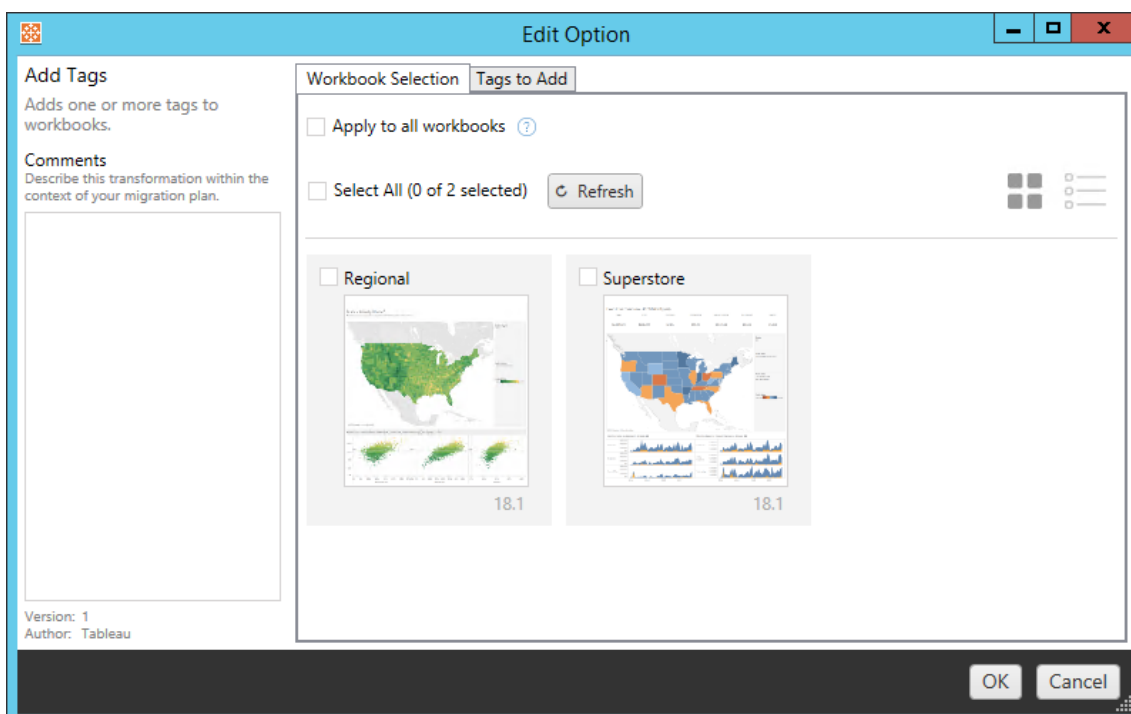 Edit Option
Add Tags
Adds one or more tags to
workbooks.
Comments
Describe this transformation within the
context of your migration plan.
Version: 1
Author: Tableau
Workbook Selection
Tags to Add
Apply to all workbooks ?
Select All (0 of 2 selected)
Refresh
Regional
18.1
Superstore
18.1
OK
Cancel